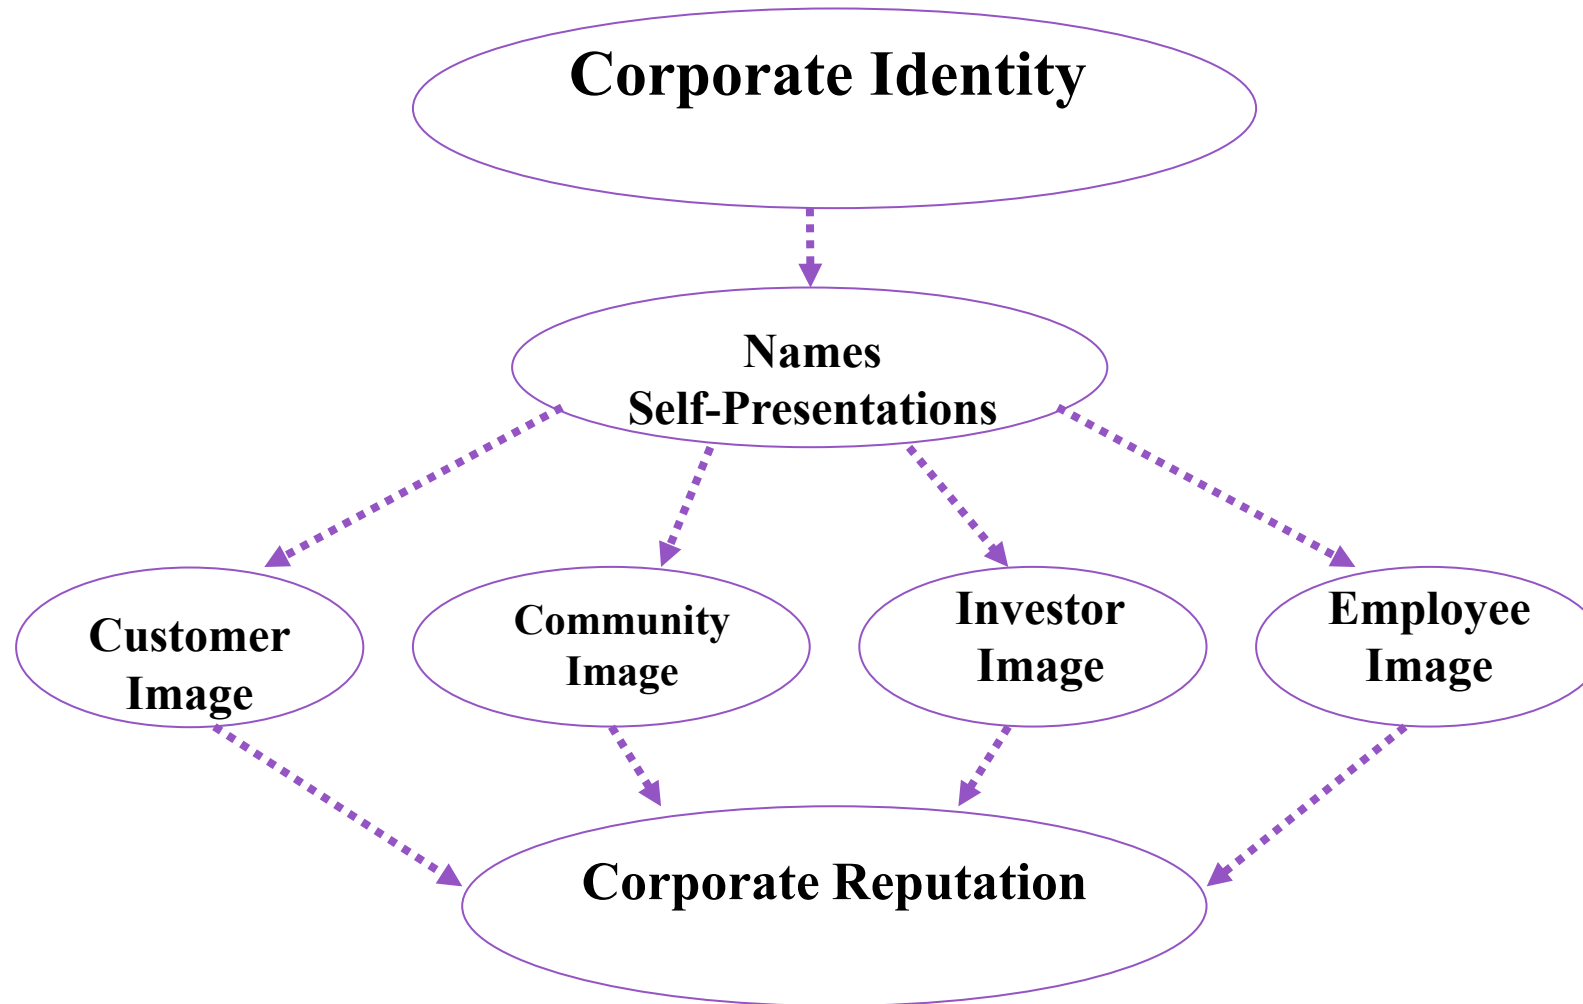 Corporate Identity
Names
Self-Presentations
Customer
Image
Community
Image
Investor
Image
Employee
Image
Corporate Reputation